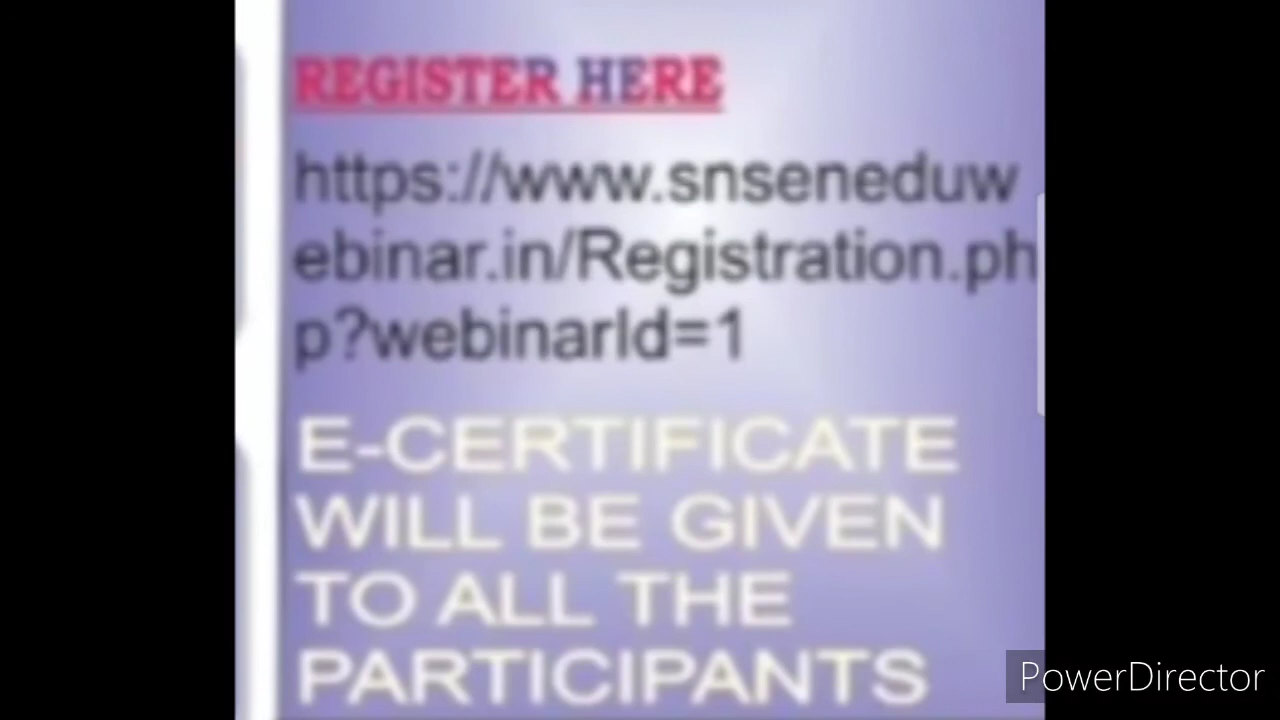 REGISTER HERE
https://www.snseneduw
ebinar.in/Registration.ph
p?webinarId=1
E-CERTIFICATE
WILL BE GIVEN
TO ALL THE
PARTICIPANTS
PowerDirector